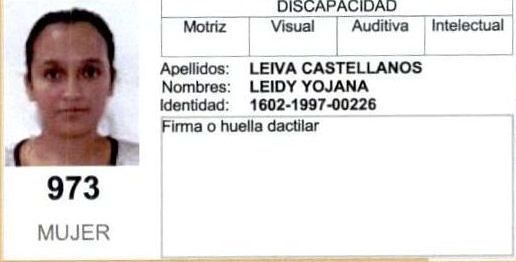 DISCAPACIDAD
Motriz Visual Auditiva Intelectual
Apellidos: LEIVA CASTELLANOS
Nombres: LEIDY YOJANA
Identidad: 1602-1997-00226
Firma o huella dactilar
973
MUJER